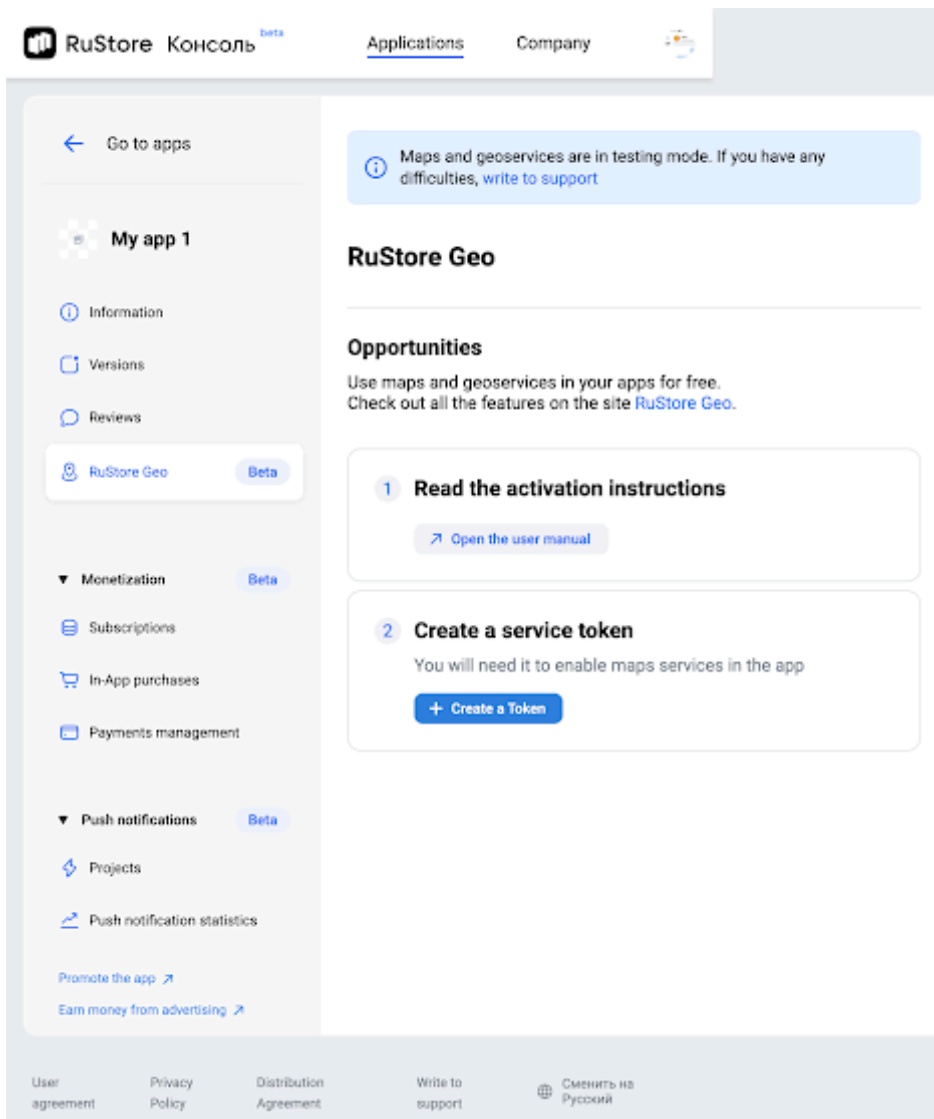 RuStore Консоль beta
Applications
Company
Go to apps
My app 1
Information
Versions
Reviews
RuStore Geo Beta
Monetization Beta
Subscriptions
In-App purchases
Payments management
Push notifications Beta
Projects
Push notification statistics
Promote the app
Earn money from advertising
Maps and geoservices are in testing mode. If you have any
difficulties, write to support
RuStore Geo
Opportunities
Use maps and geoservices in your apps for free.
Check out all the features on the site RuStore Geo.
1 Read the activation instructions
Open the user manual
2 Create a service token
You will need it to enable maps services in the app
+ Create a Token
User
agreement
Privacy
Policy
Distribution
Agreement
Write to
support
Сменить на
Русский